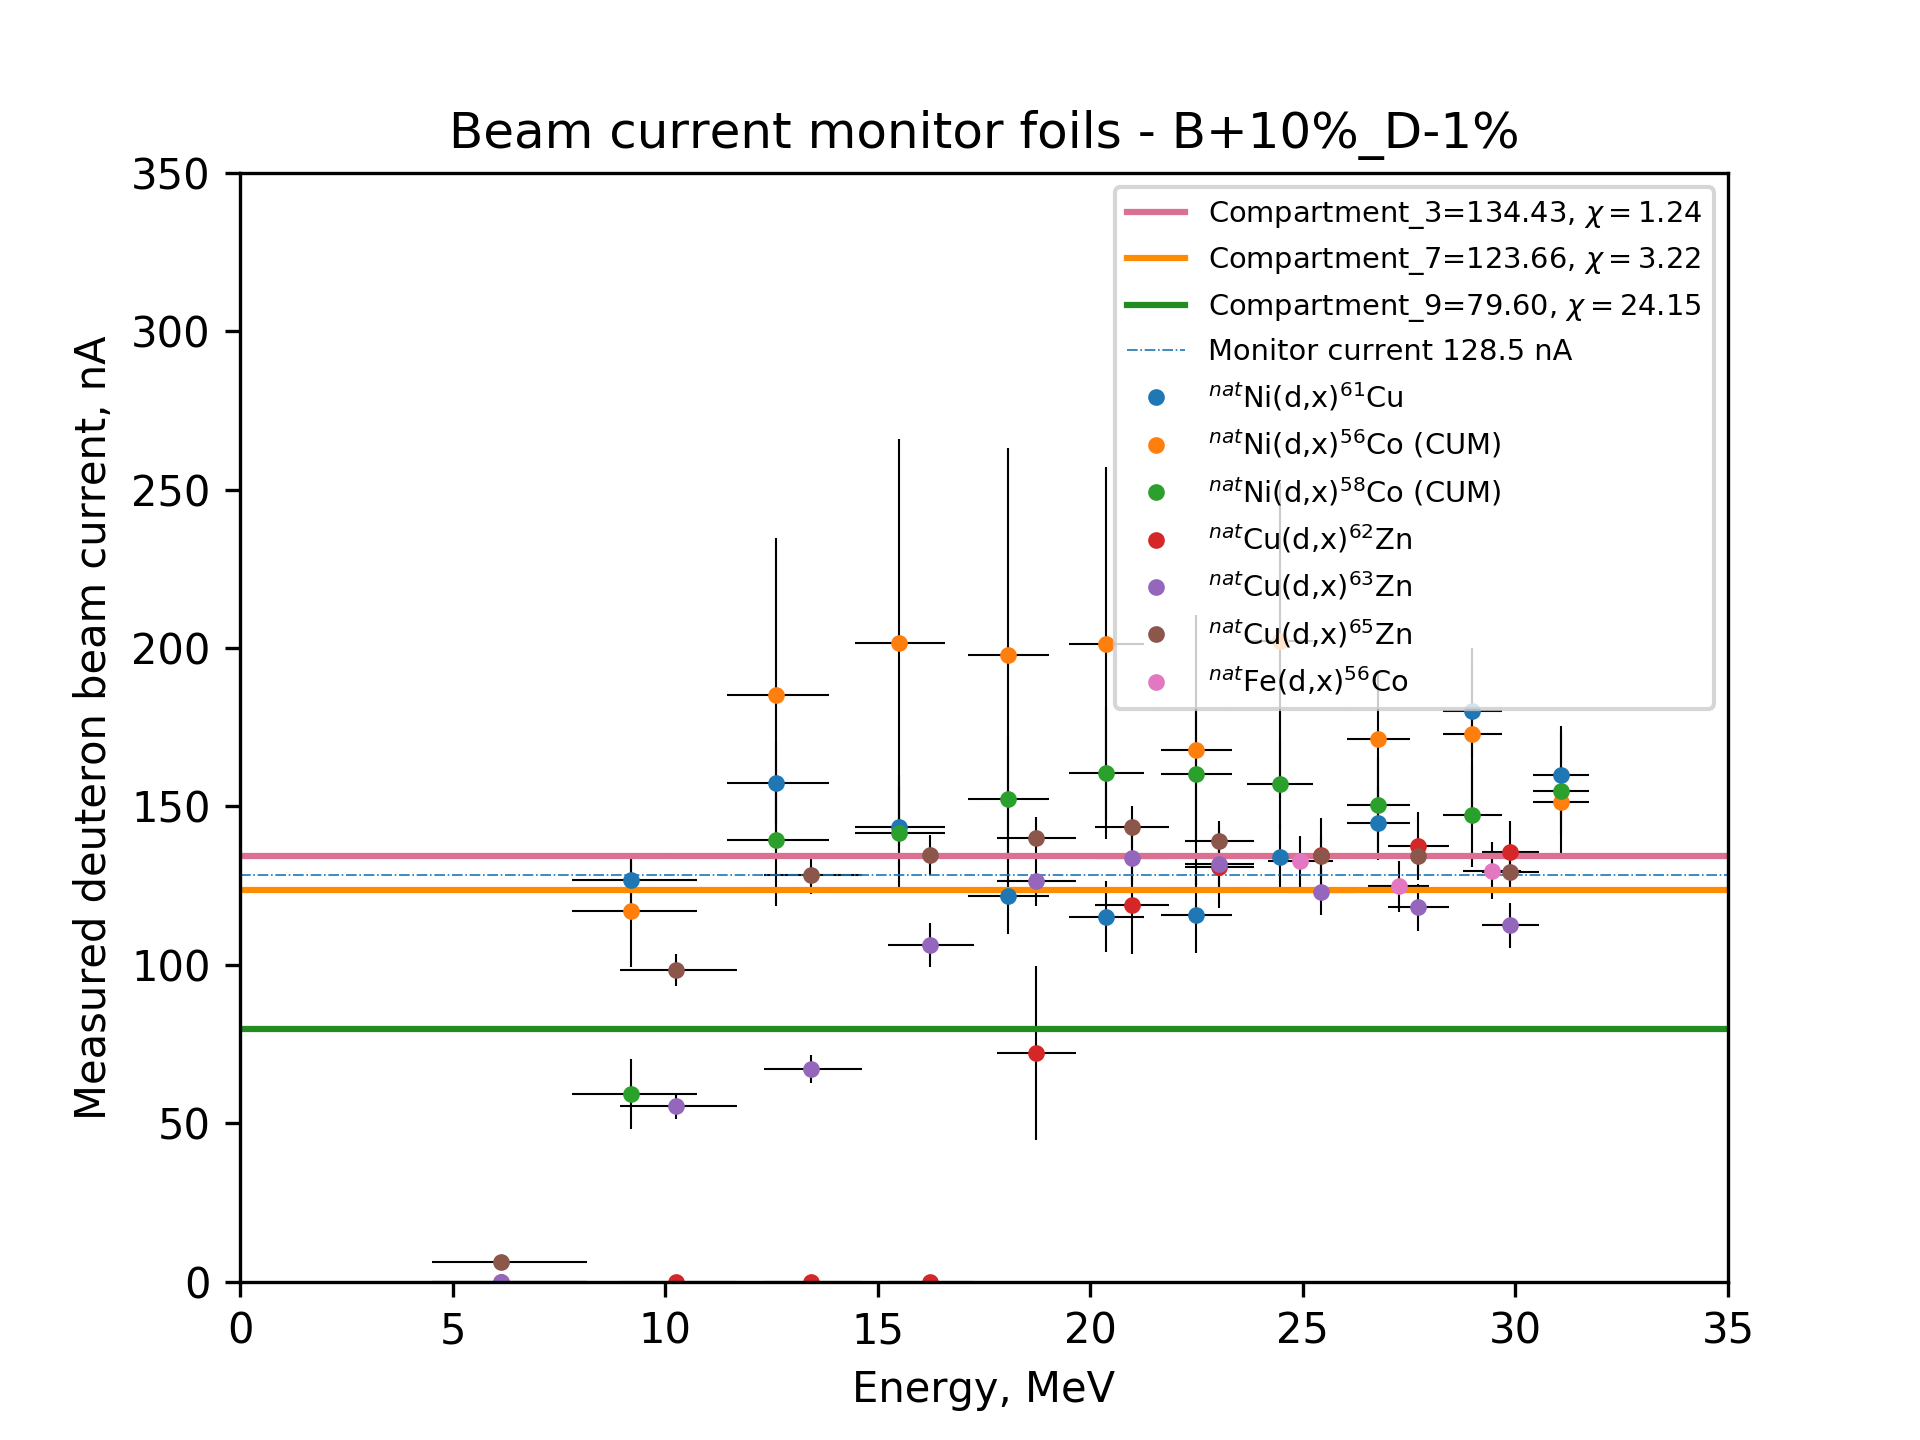 Beam current monitor foils - B+10%_D-1%
Measured deuteron beam current, nA
350
300
250
200
150
100
50
0
Compartment_3=134.43, χ = 1.24
Compartment_7=123.66, χ = 3.22
Compartment_9=79.60, χ = 24.15
Monitor current 128.5 nA
ⁿᵃᵗNi(d,x)⁶¹Cu
ⁿᵃᵗNi(d,x)⁵⁶Co (CUM)
ⁿᵃᵗNi(d,x)⁵⁸Co (CUM)
ⁿᵃᵗCu(d,x)⁶²Zn
ⁿᵃᵗCu(d,x)⁶³Zn
ⁿᵃᵗCu(d,x)⁶⁵Zn
ⁿᵃᵗFe(d,x)⁵⁶Co
0 5 10 15 20 25 30 35
Energy, MeV